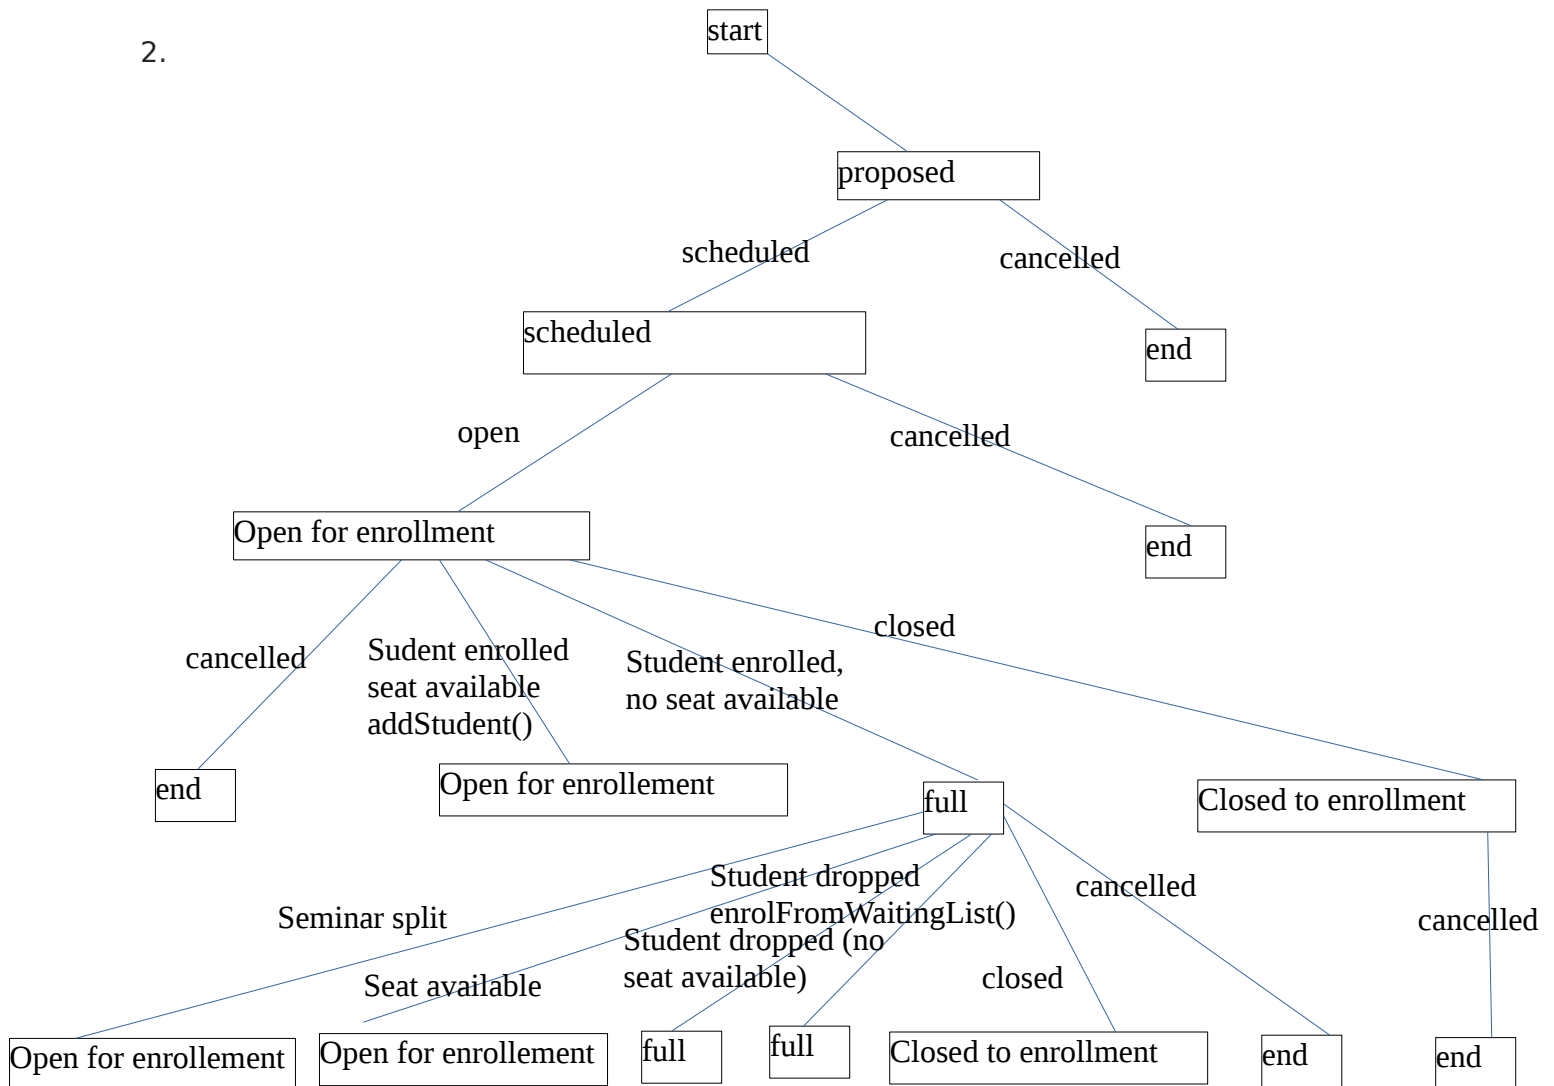 start
2.
proposed
scheduled
cancelled
scheduled
end
open
cancelled
Open for enrollment
end
closed
cancelled
Sudent enrolled
seat available
addStudent()
Student enrolled,
no seat available
end
Open for enrollement
full
Closed to enrollment
Student dropped
enrolFromWaitingList()
cancelled
Seminar split
cancelled
Student dropped (no
seat available)
Seat available
closed
Open for enrollement
Open for enrollement
full
full
Closed to enrollment
end
end